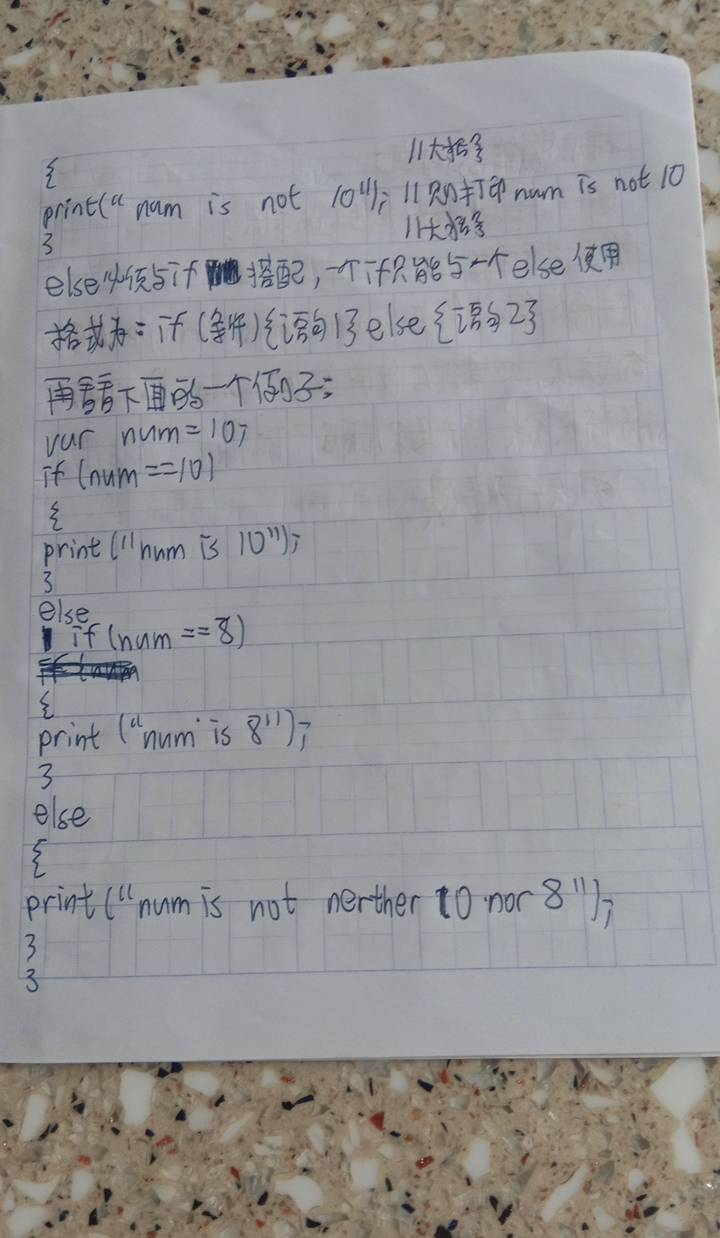 { //大括号
print(“num is not 10”); //则打印num is not 10
} //大括号
else必须与if搭配,一个if只能与一个else使用
格式为:if(条件){语句1}else{语句2}
再看看下面的一个例子:
var num=10;
if(num==10)
{
print("num is 10");
}
else
if(num==8)
{
print(“num is 8");
}
else
{
print(“num is not nerther 10 nor 8");
}
}